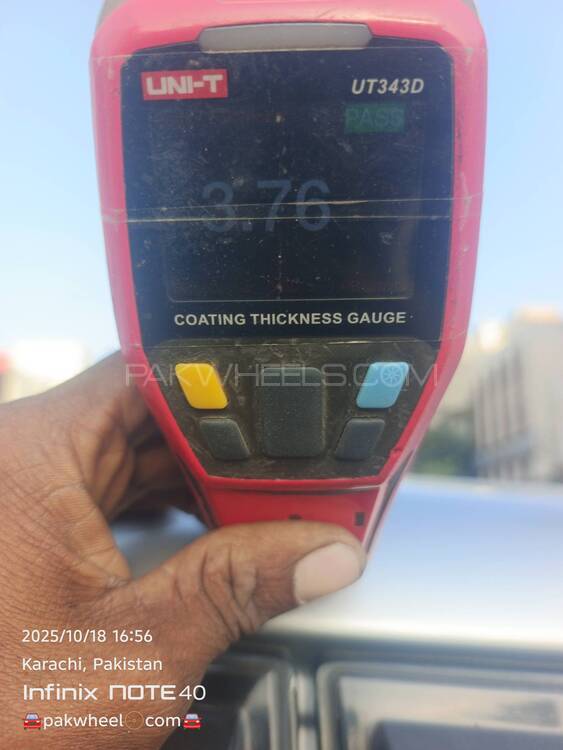 UNI-T
UT343D
PASS
3.76
COATING THICKNESS GAUGE
PAKWHEELS.COM
2025/10/18 16:56
Karachi, Pakistan
Infinix NOTE 40
🚘pakwheel com🚘